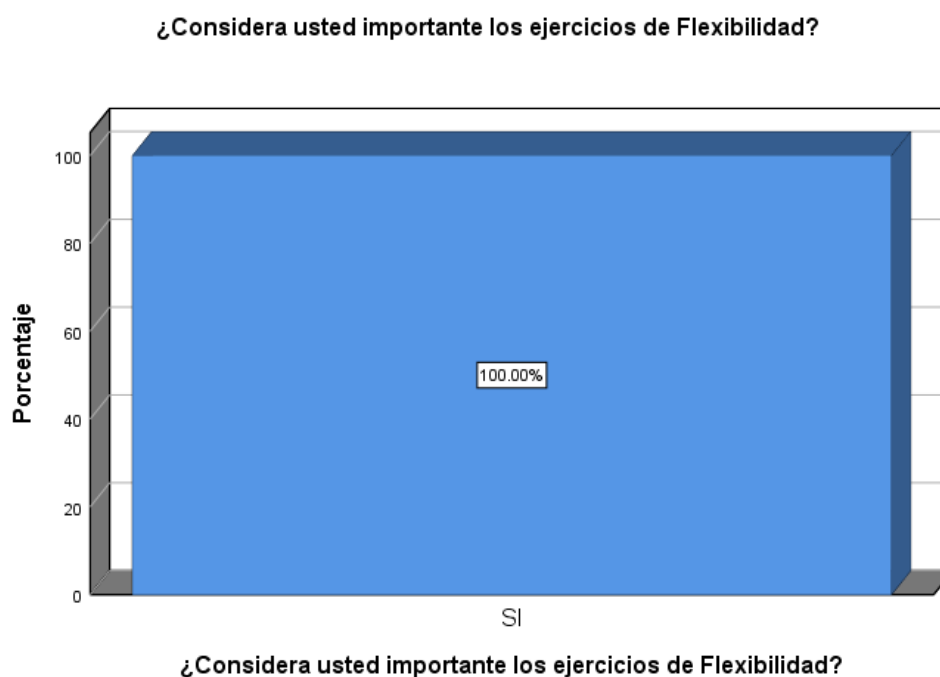 ¿Considera usted importante los ejercicios de Flexibilidad?
100
80
60
40
20
0
Porcentaje
100.00%
SI
¿Considera usted importante los ejercicios de Flexibilidad?